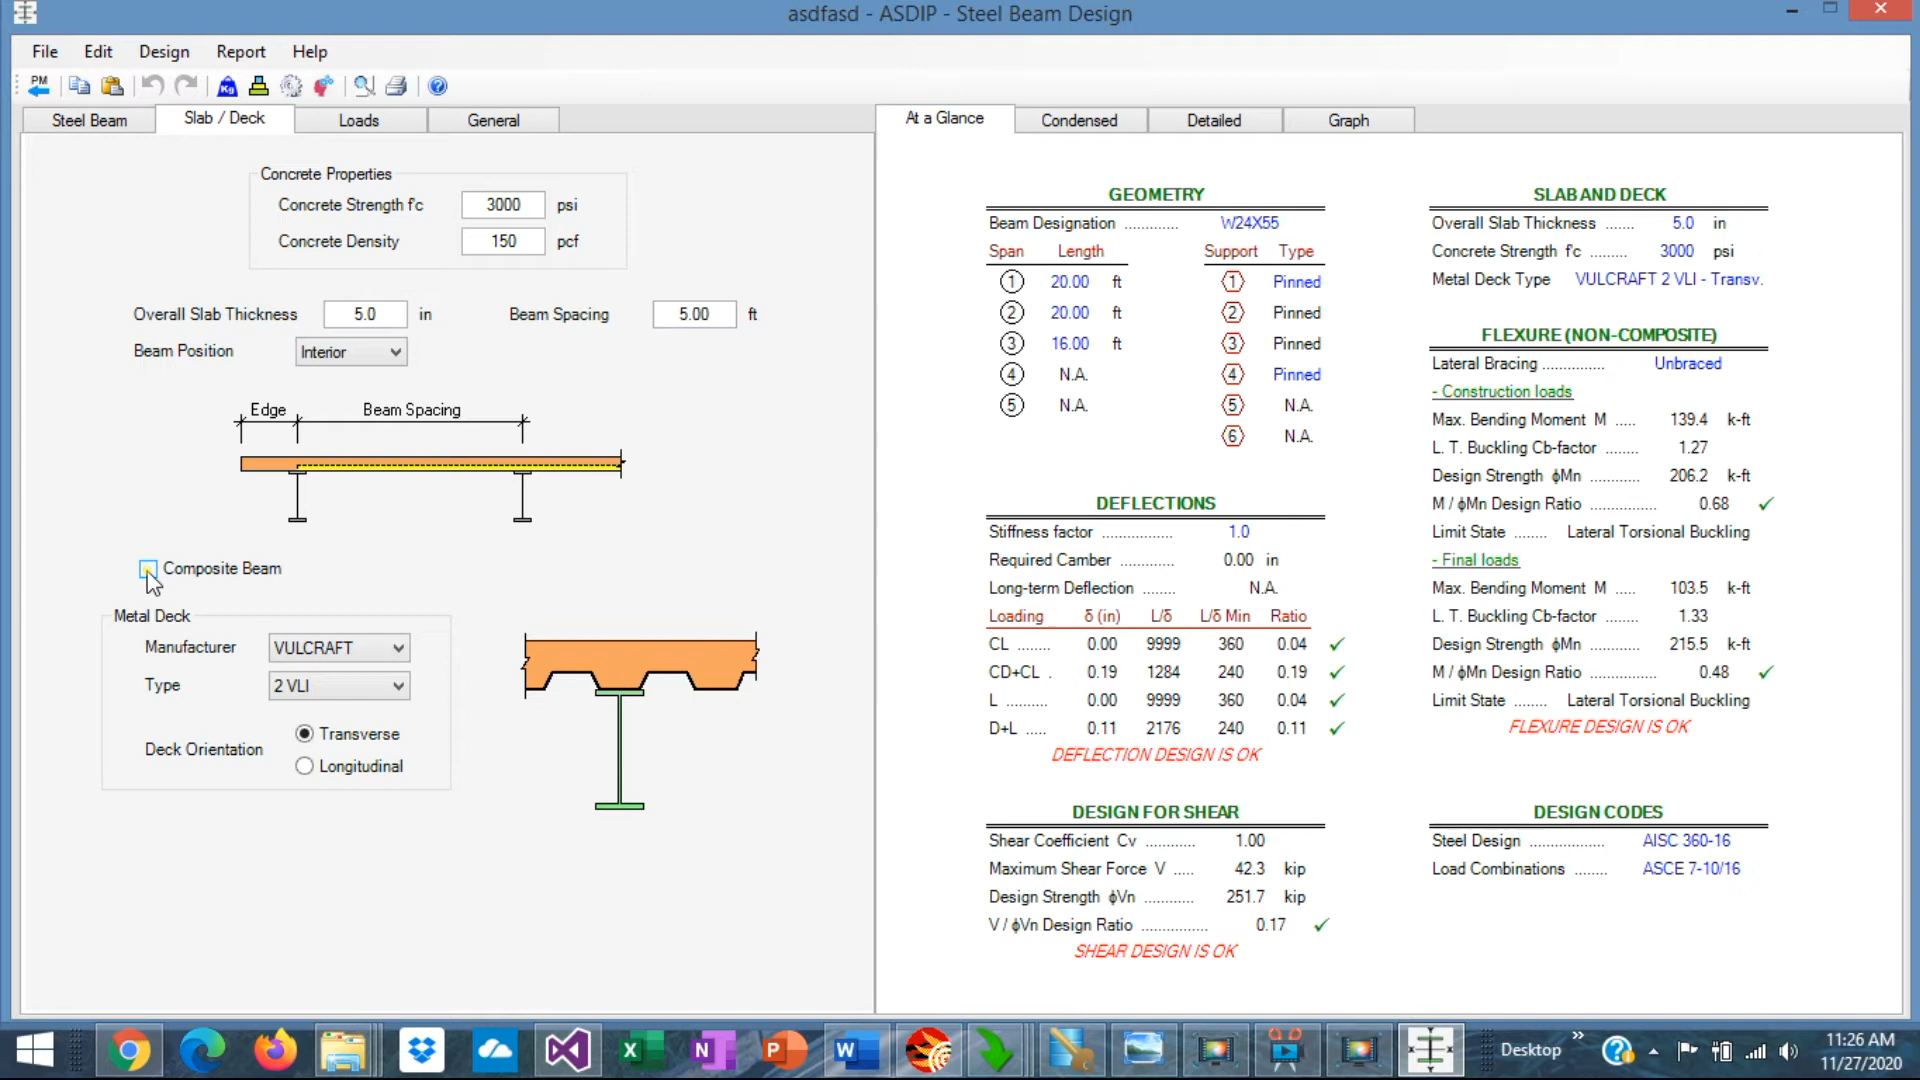 asdfasd - ASDIP - Steel Beam Design
File Edit Design Report Help
PM
Kg
Steel Beam Slab / Deck Loads General
At a Glance Condensed Detailed Graph
Concrete Properties
Concrete Strength f'c 3000 psi
Concrete Density 150 pcf
Overall Slab Thickness 5.0 in Beam Spacing 5.00 ft
Beam Position Interior
Edge Beam Spacing
Composite Beam
Metal Deck
Manufacturer VULCRAFT
Type 2 VLI
Deck Orientation
Transverse
Longitudinal
GEOMETRY
Beam Designation ............ W24X55
Span Length Support Type
1 20.00 ft 1 Pinned
2 20.00 ft 2 Pinned
3 16.00 ft 3 Pinned
4 N.A. 4 Pinned
5 N.A. 5 N.A.
6 N.A.
DEFLECTIONS
Stiffness factor ................. 1.0
Required Camber ............ 0.00 in
Long-term Deflection ........ N.A.
Loading δ (in) L/δ L/δ Min Ratio
CL ........ 0.00 9999 360 0.04 ✓
CD+CL . 0.19 1284 240 0.19 ✓
L .......... 0.00 9999 360 0.04 ✓
D+L ..... 0.11 2176 240 0.11 ✓
DEFLECTION DESIGN IS OK
DESIGN FOR SHEAR
Shear Coefficient Cv ............ 1.00
Maximum Shear Force V ..... 42.3 kip
Design Strength ϕVn ............ 251.7 kip
V / ϕVn Design Ratio ................ 0.17 ✓
SHEAR DESIGN IS OK
SLAB AND DECK
Overall Slab Thickness ....... 5.0 in
Concrete Strength f'c ......... 3000 psi
Metal Deck Type VULCRAFT 2 VLI - Transv.
FLEXURE (NON-COMPOSITE)
Lateral Bracing ............... Unbraced
- Construction loads
Max. Bending Moment M ..... 139.4 k-ft
L. T. Buckling Cb-factor ........ 1.27
Design Strength ϕMn ............ 206.2 k-ft
M / ϕMn Design Ratio ................ 0.68 ✓
Limit State ........ Lateral Torsional Buckling
- Final loads
Max. Bending Moment M ..... 103.5 k-ft
L. T. Buckling Cb-factor ........ 1.33
Design Strength ϕMn ............ 215.5 k-ft
M / ϕMn Design Ratio ................ 0.48 ✓
Limit State ........ Lateral Torsional Buckling
FLEXURE DESIGN IS OK
DESIGN CODES
Steel Design .................. AISC 360-16
Load Combinations ........ ASCE 7-10/16
X N P W
Desktop
11:26 AM
11/27/2020